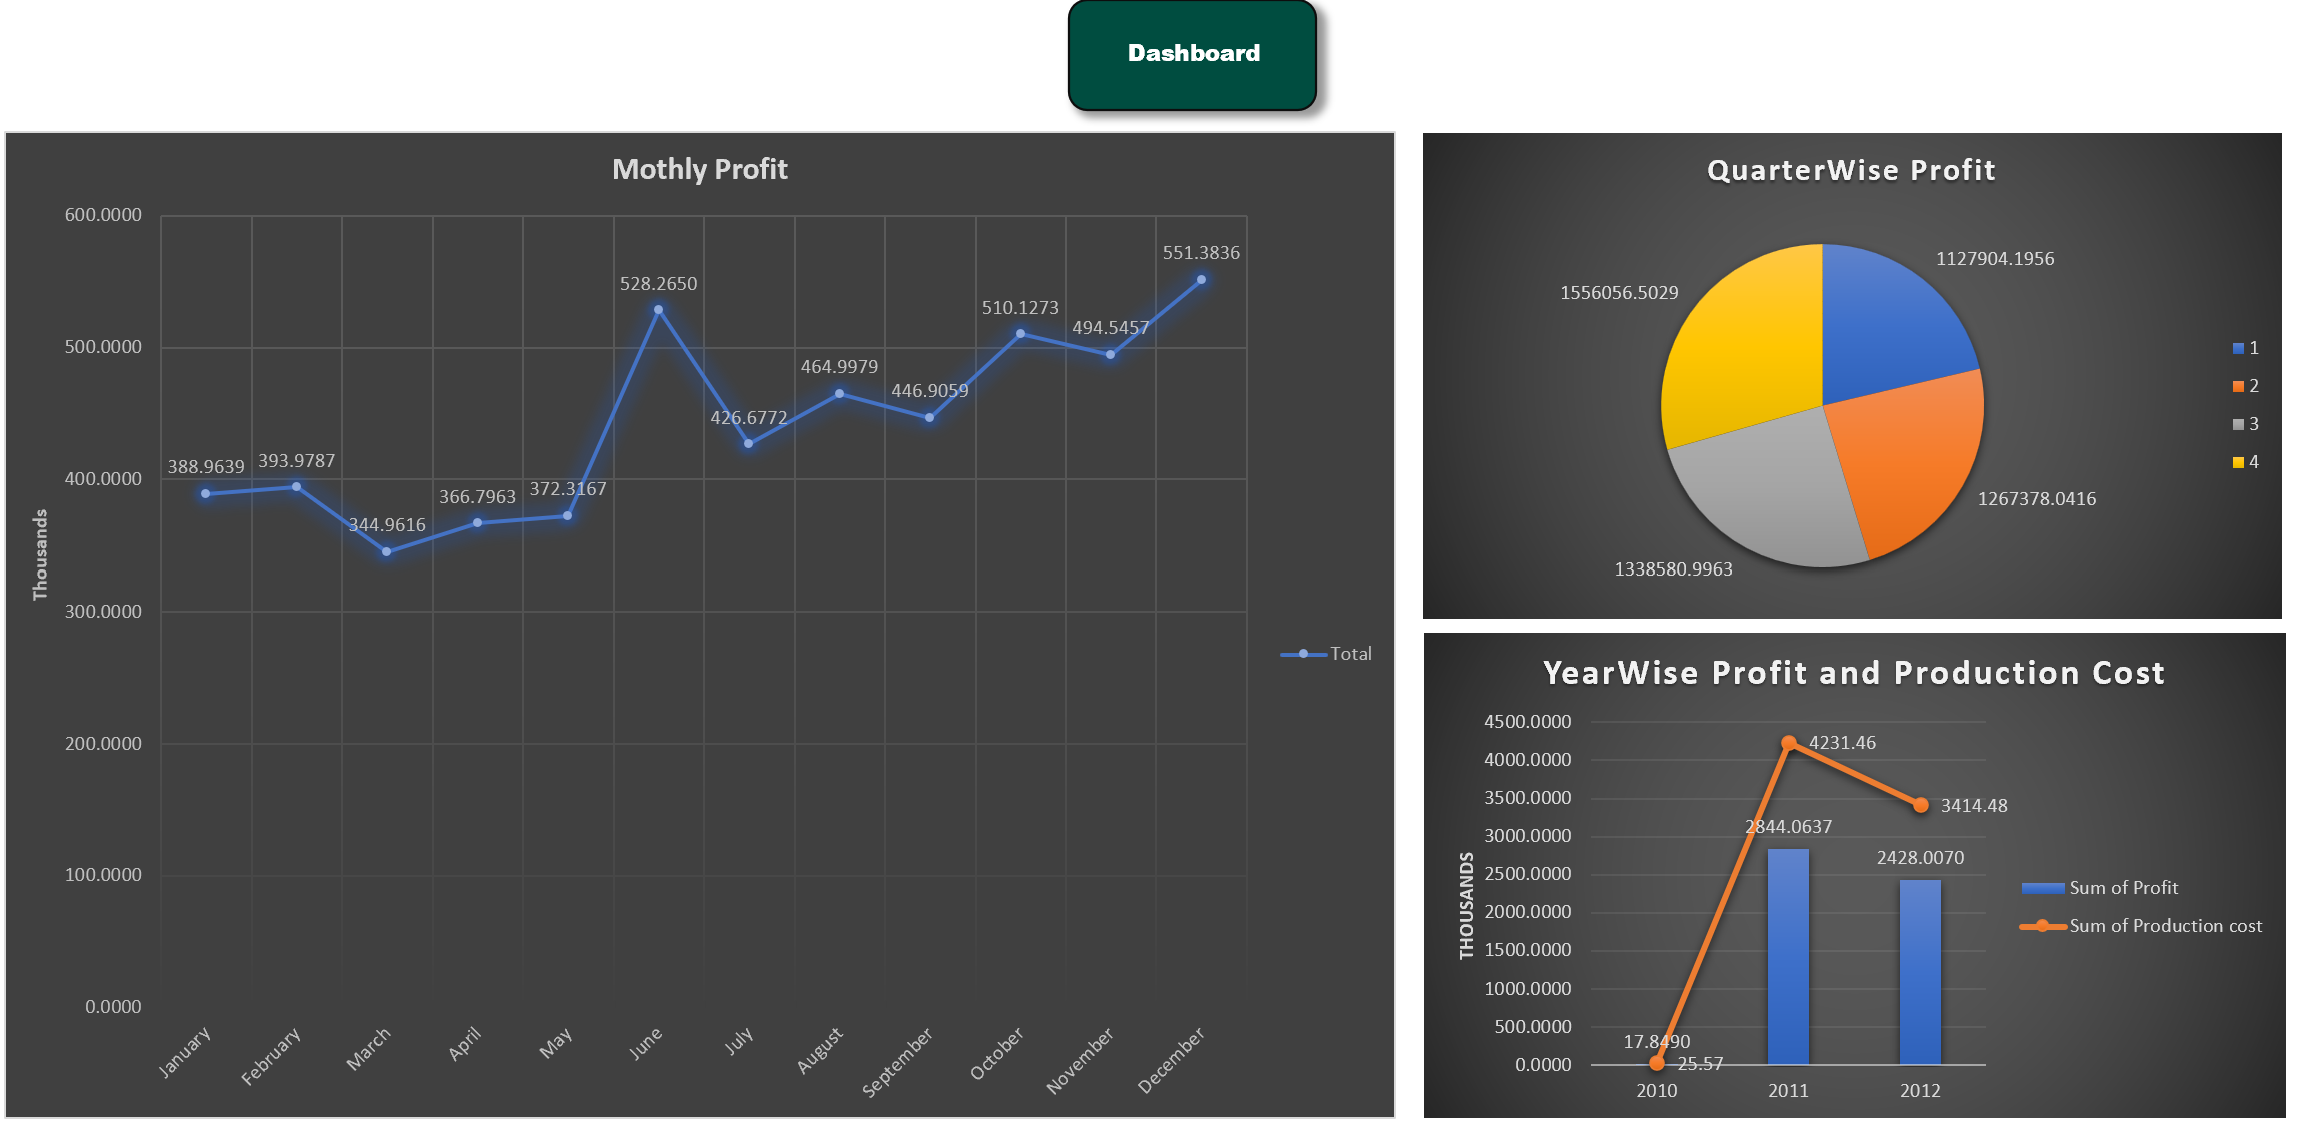 Dashboard
Mothly Profit
600.0000
500.0000
400.0000
300.0000
200.0000
100.0000
0.0000
Thousands
388.9639
393.9787
344.9616
366.7963
372.3167
528.2650
426.6772
464.9979
446.9059
510.1273
494.5457
551.3836
January
February
March
April
May
June
July
August
September
October
November
December
Total
QuarterWise Profit
1127904.1956
1556056.5029
1267378.0416
1338580.9963
1
2
3
4
YearWise Profit and Production Cost
4500.0000
4000.0000
3500.0000
3000.0000
2500.0000
2000.0000
1500.0000
1000.0000
500.0000
0.0000
THOUSANDS
4231.46
3414.48
2844.0637
2428.0070
17.8490
25.57
2010
2011
2012
Sum of Profit
Sum of Production cost